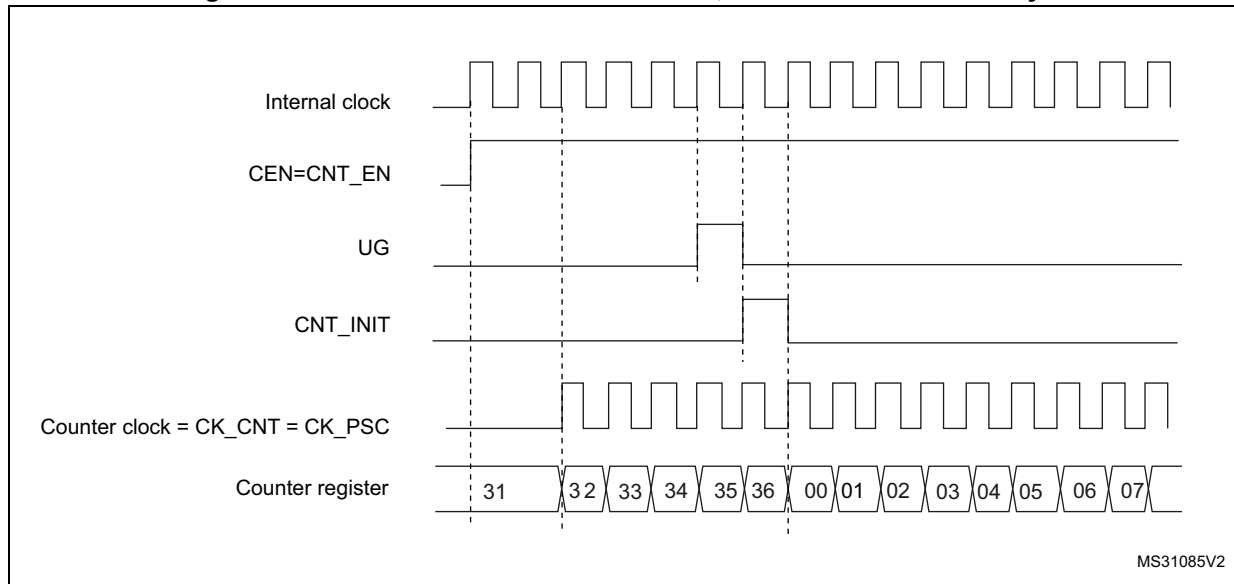 Internal clock
CEN=CNT_EN
UG
CNT_INIT
Counter clock = CK_CNT = CK_PSC
Counter register 31 32 33 34 35 36 00 01 02 03 04 05 06 07
MS31085V2